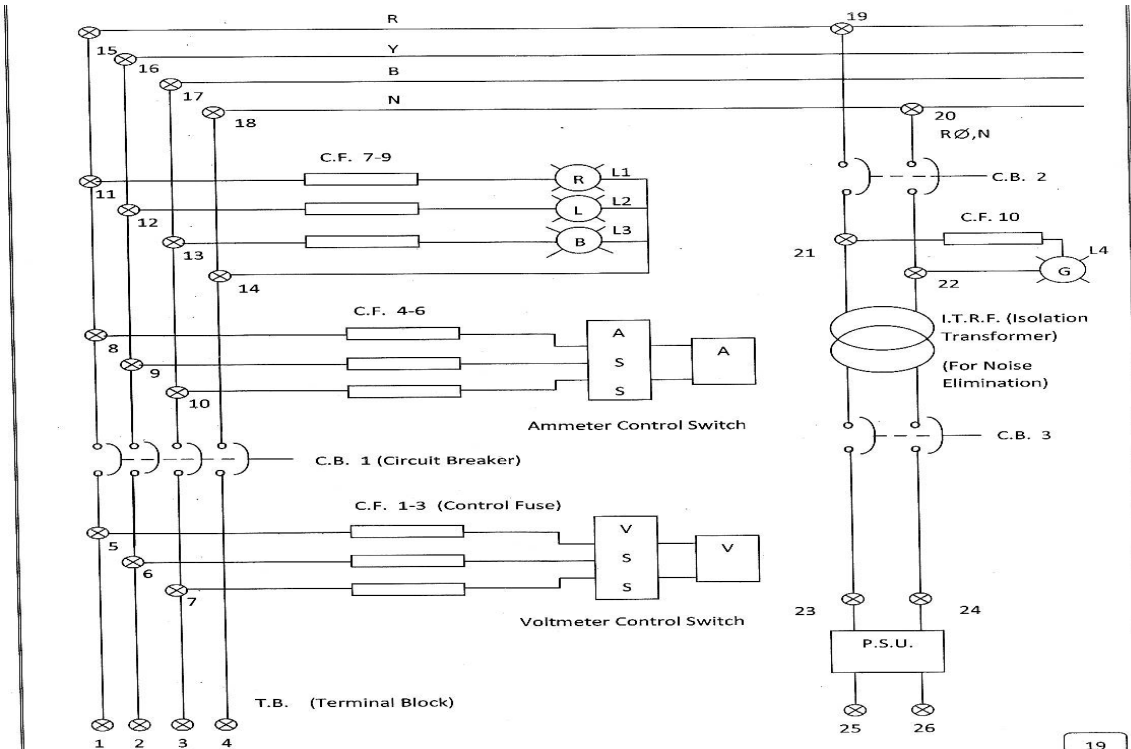 R
19
15
Y
16
B
17
N
18
20
RØ,N
C.F. 7-9
R
L1
C.B. 2
11
L
L2
12
C.F. 10
B
L3
13
21
L4
14
22
G
C.F. 4-6
I.T.R.F. (Isolation
Transformer)
8
A
S
S
A
9
(For Noise
Elimination)
10
Ammeter Control Switch
C.B. 3
C.B. 1 (Circuit Breaker)
C.F. 1-3 (Control Fuse)
5
V
S
S
V
6
7
23
24
Voltmeter Control Switch
P.S.U.
T.B. (Terminal Block)
1 2 3 4
25 26
19